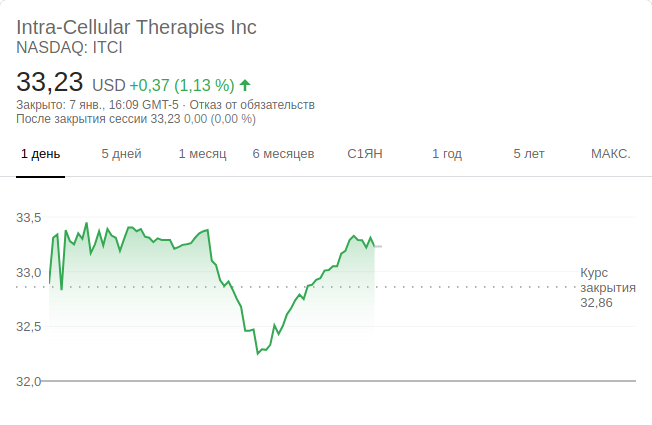 Intra-Cellular Therapies Inc
NASDAQ: ITCI
33,23 USD +0,37 (1,13 %)
Закрыто: 7 янв., 16:09 GMT-5 · Отказ от обязательств
После закрытия сессии 33,23 0,00 (0,00 %)
1 день 5 дней 1 месяц 6 месяцев С1ЯН 1 год 5 лет МАКС.
33,5
33,0
32,5
32,0
Курс
закрытия
32,86